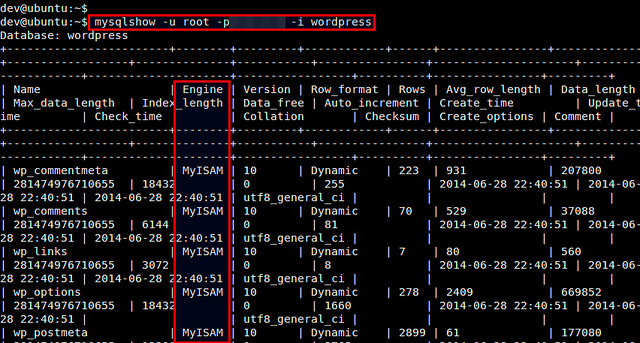 dev@ubuntu:~$
dev@ubuntu:~$ mysqlshow -u root -p -i wordpress
Database: wordpress
| Name | Engine | Version | Row_format | Rows | Avg_row_length | Data_length
| Max_data_length | Index_length | Data_free | Auto_increment | Create_time | Update_t
ime | Check_time | Collation | Checksum | Create_options | Comment |
| wp_commentmeta | MyISAM | 10 | Dynamic | 223 | 931 | 207800
| 281474976710655 | 18432 | 0 | 255 | 2014-06-28 22:40:51 | 2014-06-
28 22:40:51 | 2014-06-28 22:40:51 | utf8_general_ci |
| wp_comments | MyISAM | 10 | Dynamic | 70 | 529 | 37088
| 281474976710655 | 6144 | 0 | 81 | 2014-06-28 22:40:51 | 2014-06-
28 22:40:51 | 2014-06-28 22:40:51 | utf8_general_ci |
| wp_links | MyISAM | 10 | Dynamic | 7 | 80 | 560
| 281474976710655 | 3072 | 0 | 8 | 2014-06-28 22:40:51 | 2014-06-
28 22:40:51 | 2014-06-28 22:40:51 | utf8_general_ci |
| wp_options | MyISAM | 10 | Dynamic | 278 | 2409 | 669852
| 281474976710655 | 18432 | 0 | 1660 | 2014-06-28 22:40:51 | 2014-06-
28 22:40:51 | | utf8_general_ci |
| wp_postmeta | MyISAM | 10 | Dynamic | 2899 | 61 | 177080